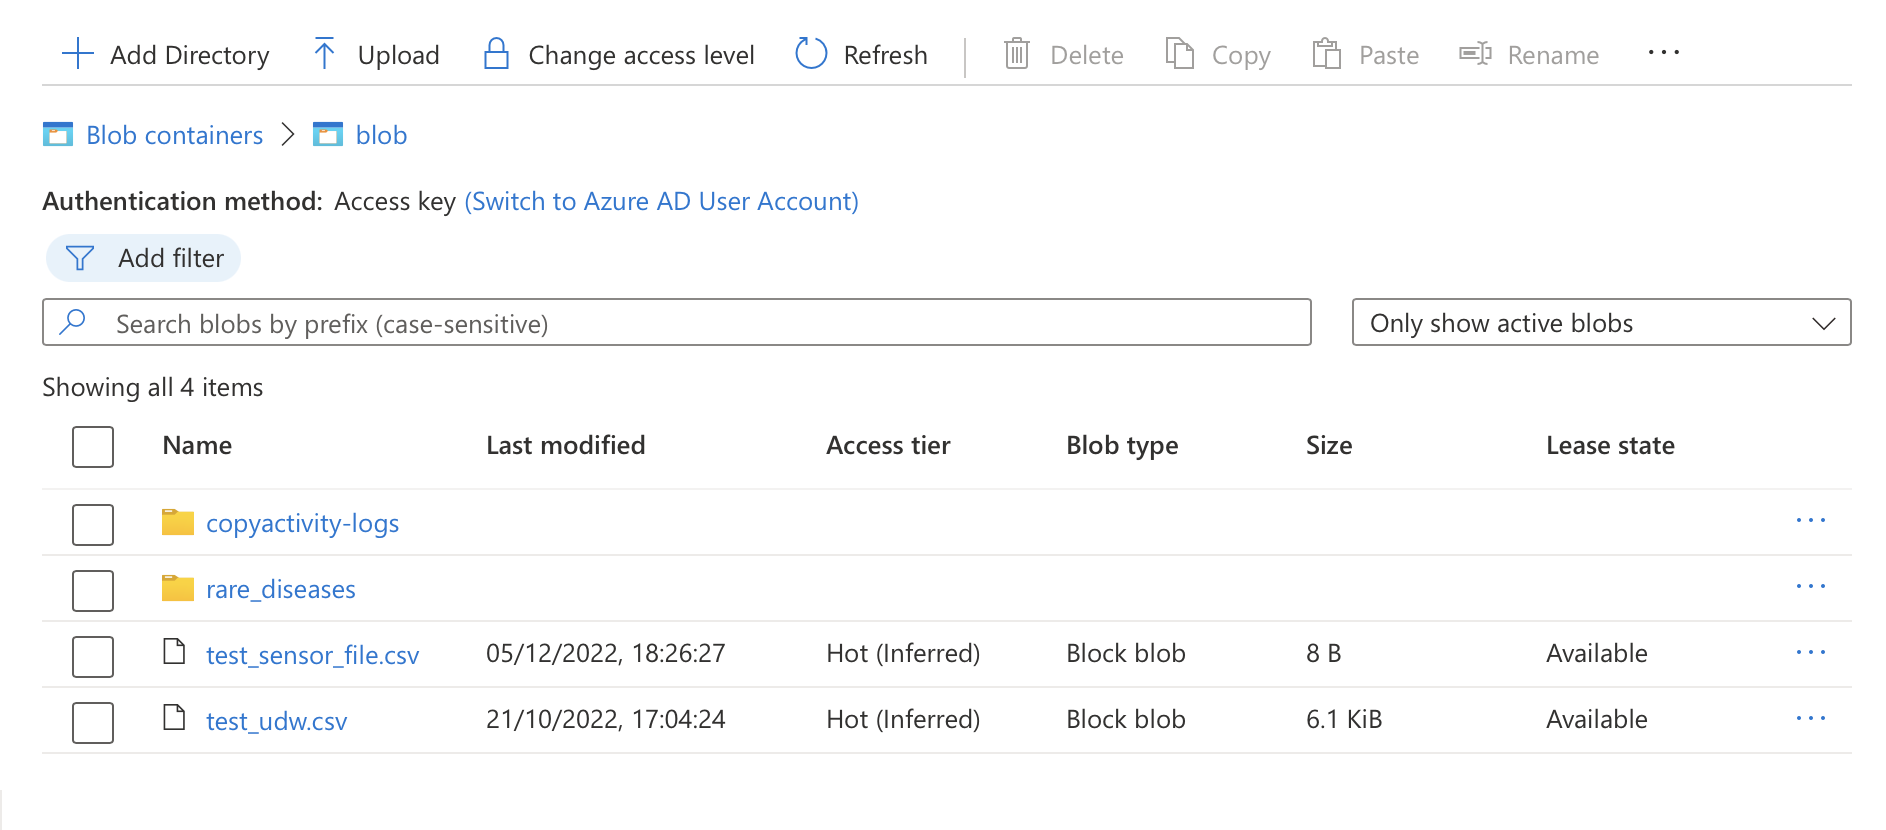 Add Directory Upload Change access level Refresh Delete Copy Paste Rename ...
Blob containers > blob
Authentication method: Access key (Switch to Azure AD User Account)
Add filter
Search blobs by prefix (case-sensitive) Only show active blobs
Showing all 4 items
Name Last modified Access tier Blob type Size Lease state
copyactivity-logs ...
rare_diseases ...
test_sensor_file.csv 05/12/2022, 18:26:27 Hot (Inferred) Block blob 8 B Available ...
test_udw.csv 21/10/2022, 17:04:24 Hot (Inferred) Block blob 6.1 KiB Available ...